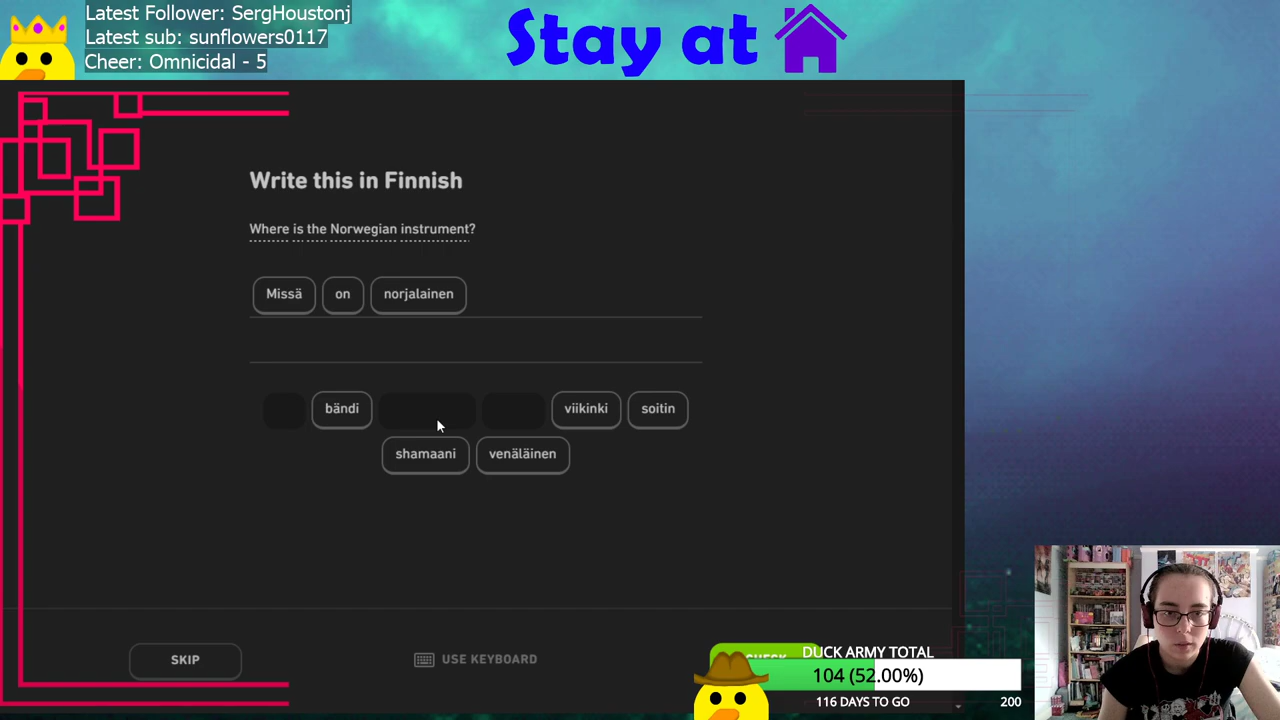 Latest Follower: SergHoustonj
Latest sub: sunflowers0117
Cheer: Omnicidal - 5
Stay at
Write this in Finnish
Where is the Norwegian instrument?
Missä on norjalainen
bändi viikinki soitin
shamaani venäläinen
SKIP
USE KEYBOARD
CHECK
DUCK ARMY TOTAL
104 (52.00%)
116 DAYS TO GO 200